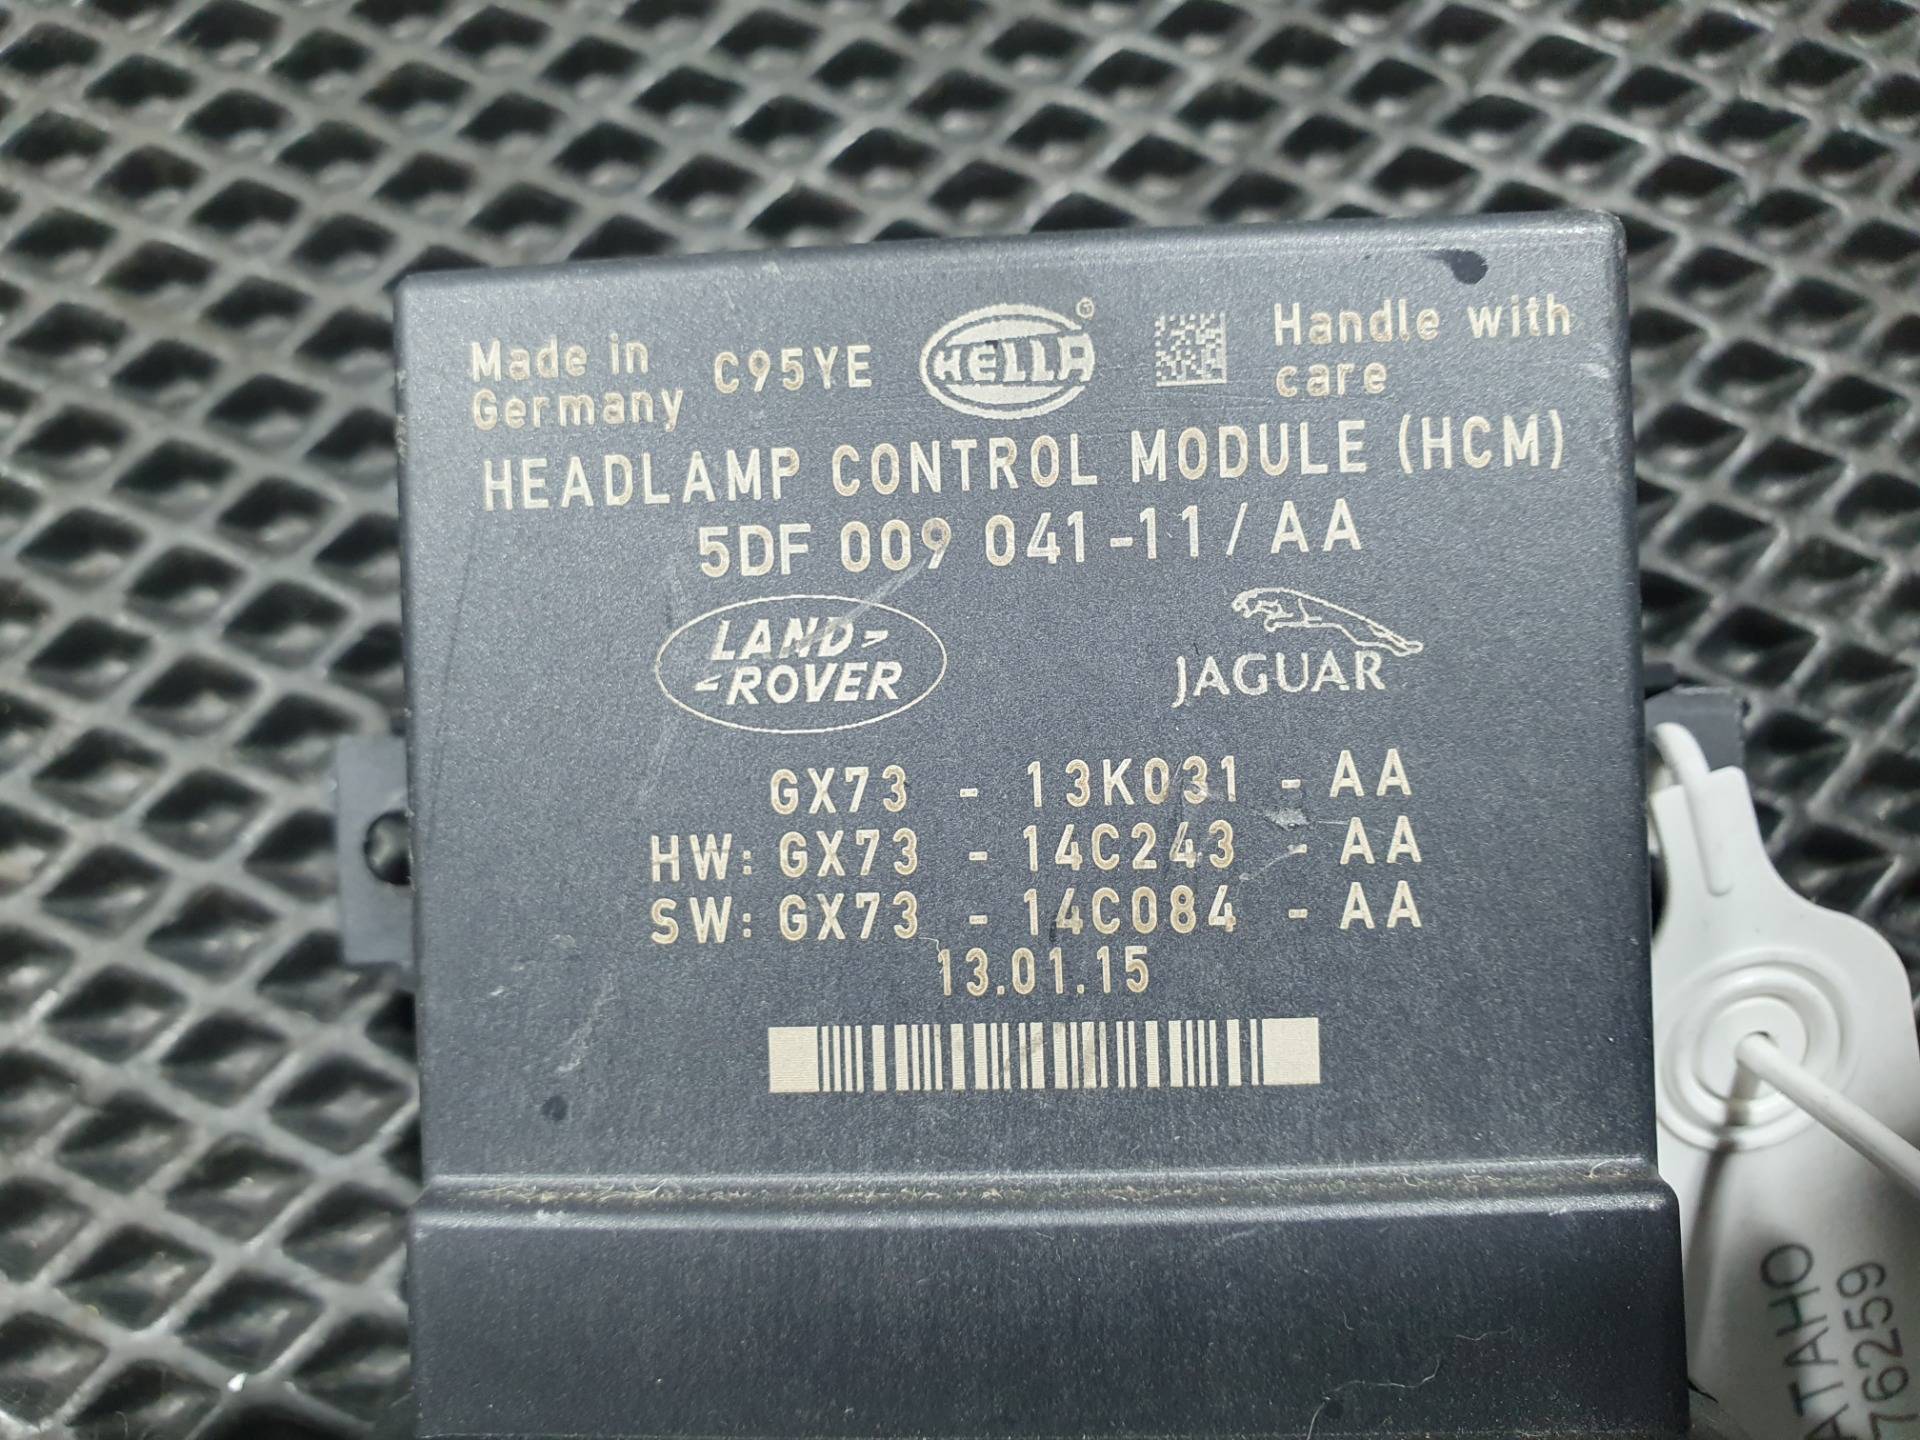 Made in
Germany
C95YE
HELLA
®
Handle with
care
HEADLAMP CONTROL MODULE (HCM)
5DF 009 041-11/AA
LAND-
-ROVER
JAGUAR
GX73 - 13K031 - AA
HW: GX73 - 14C243 - AA
SW: GX73 - 14C084 - AA
13.01.15